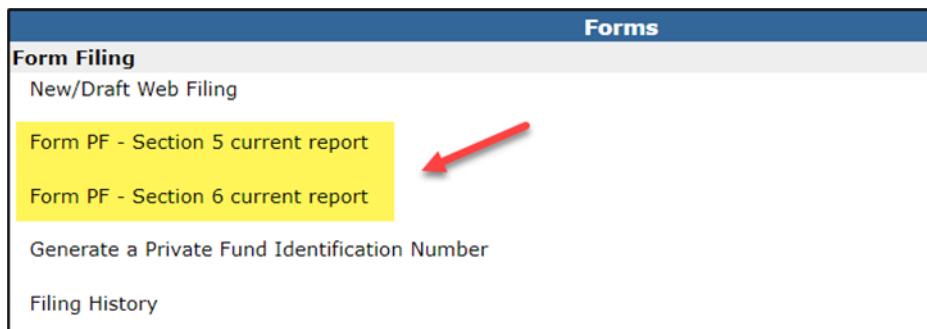 Forms
Form Filing
New/Draft Web Filing
Form PF - Section 5 current report
Form PF - Section 6 current report
Generate a Private Fund Identification Number
Filing History